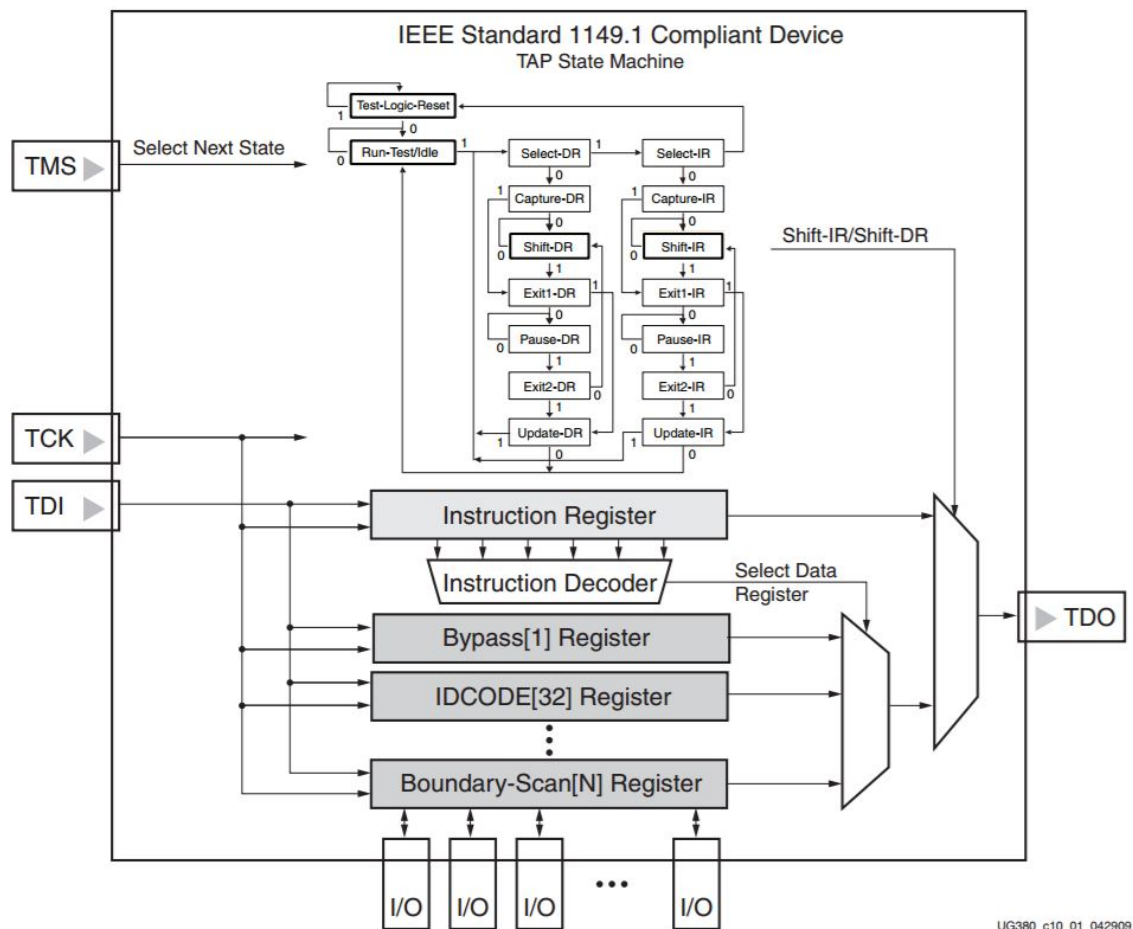 IEEE Standard 1149.1 Compliant Device
TAP State Machine
Test-Logic-Reset
1
0
Run-Test/Idle
0
1
Select-DR
1
Select-IR
0
0
1
Capture-DR
1
Capture-IR
0
0
Shift-DR
Shift-IR
0
0
1
1
Exit1-DR
1
Exit1-IR
1
0
0
Pause-DR
Pause-IR
0
0
1
1
Exit2-DR
0
Exit2-IR
0
1
1
Update-DR
Update-IR
1
0
1
0
TMS
Select Next State
Shift-IR/Shift-DR
TCK
TDI
Instruction Register
Instruction Decoder
Select Data
Register
Bypass[1] Register
IDCODE[32] Register
Boundary-Scan[N] Register
TDO
I/O
I/O
I/O
I/O
UG380_c10_01_042909